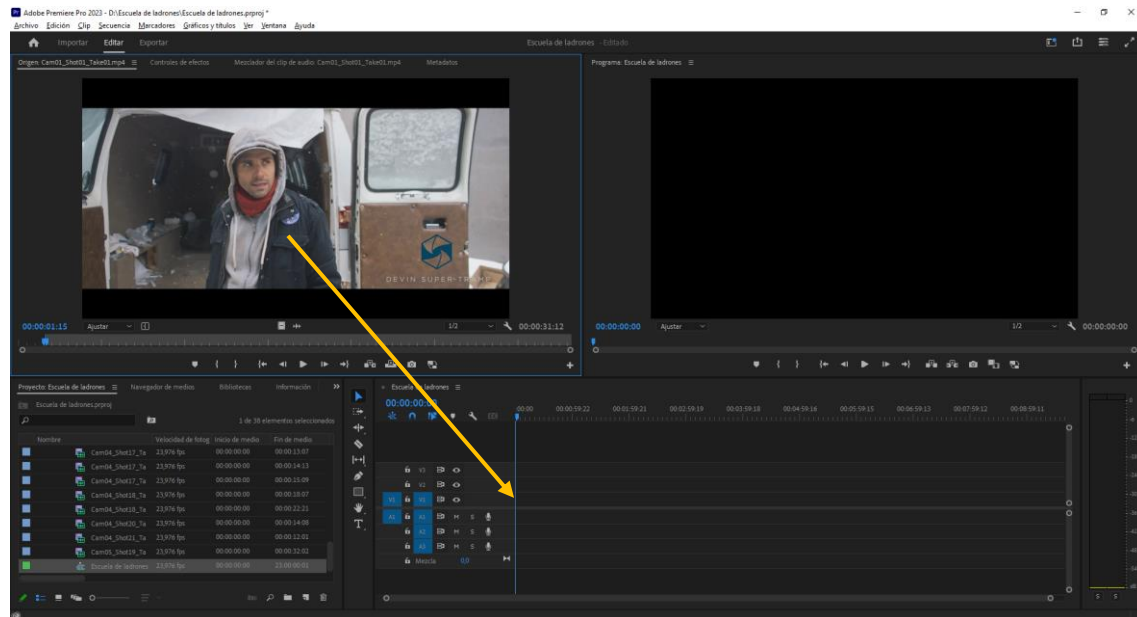 Adobe Premiere Pro 2023 - D:\Escuela de ladrones\Escuela de ladrones.prproj *
Archivo Edición Clip Secuencia Marcadores Gráficos y títulos Ver Ventana Ayuda
Importar Editar Exportar Escuela de ladrones - Editado
Origen: Cam01_Shot01_Take01.mp4 Controles de efectos Mezclador del clip de audio: Cam01_Shot01_Take01.mp4 Metadatos
Programa: Escuela de ladrones
DEVIN SUPER-TRAMP
00:00:01:15 Ajustar 1/2 00:00:31:12
00:00:00:00 Ajustar 1/2 00:00:00:00
Proyecto: Escuela de ladrones Navegador de medios Bibliotecas Información
Escuela de ladrones.prproj
1 de 38 elementos seleccionados
Nombre Velocidad de fotog Inicio de medio Fin de medio
Cam04_Shot17_Ta 23,976 fps 00:00:00:00 00:00:13:07
Cam04_Shot17_Ta 23,976 fps 00:00:00:00 00:00:14:13
Cam04_Shot17_Ta 23,976 fps 00:00:00:00 00:00:15:09
Cam04_Shot18_Ta 23,976 fps 00:00:00:00 00:00:18:07
Cam04_Shot18_Ta 23,976 fps 00:00:00:00 00:00:22:21
Cam04_Shot20_Ta 23,976 fps 00:00:00:00 00:00:14:08
Cam04_Shot21_Ta 23,976 fps 00:00:00:00 00:00:12:01
Cam05_Shot19_Ta 23,976 fps 00:00:00:00 00:00:32:02
Escuela de ladrones 23,976 fps 00:00:00:00 23:00:00:01
Escuela de ladrones
00:00:00:00
:00:00 00:00:59:22 00:01:59:21 00:02:59:19 00:03:59:18 00:04:59:16 00:05:59:15 00:06:59:13 00:07:59:12 00:08:59:11
V3
V2
V1 V1
A1 A1 M S
A2 M S
A3 M S
Mezcla 0,0
S S